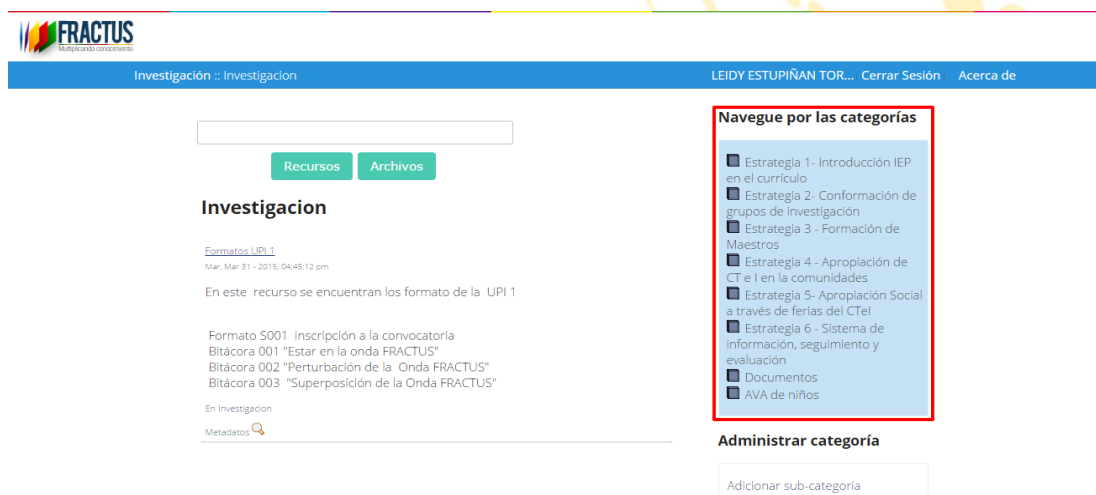 FRACTUS
Multiplicando conocimiento
Investigación :: Investigacion
LEIDY ESTUPIÑAN TOR... (Cerrar Sesión) Acerca de
Recursos Archivos
Investigacion
Formatos UPI 1
Mar. Mar 31 - 2015, 04:45:12 pm
En este recurso se encuentran los formato de la UPI 1
Formato S001 inscripción a la convocatoria
Bitácora 001 "Estar en la onda FRACTUS"
Bitácora 002 "Perturbación de la Onda FRACTUS"
Bitácora 003 "Superposición de la Onda FRACTUS"
En Investigacion
Metadatos
Navegue por las categorías
Estrategia 1- Introducción IEP
en el currículo
Estrategia 2- Conformación de
grupos de investigación
Estrategia 3 - Formación de
Maestros
Estrategia 4 - Apropiación de
CT e I en la comunidades
Estrategia 5- Apropiación Social
a través de ferias del CTeI
Estrategia 6 - Sistema de
Información, seguimiento y
evaluación
Documentos
AVA de niños
Administrar categoría
Adicionar sub-categoría